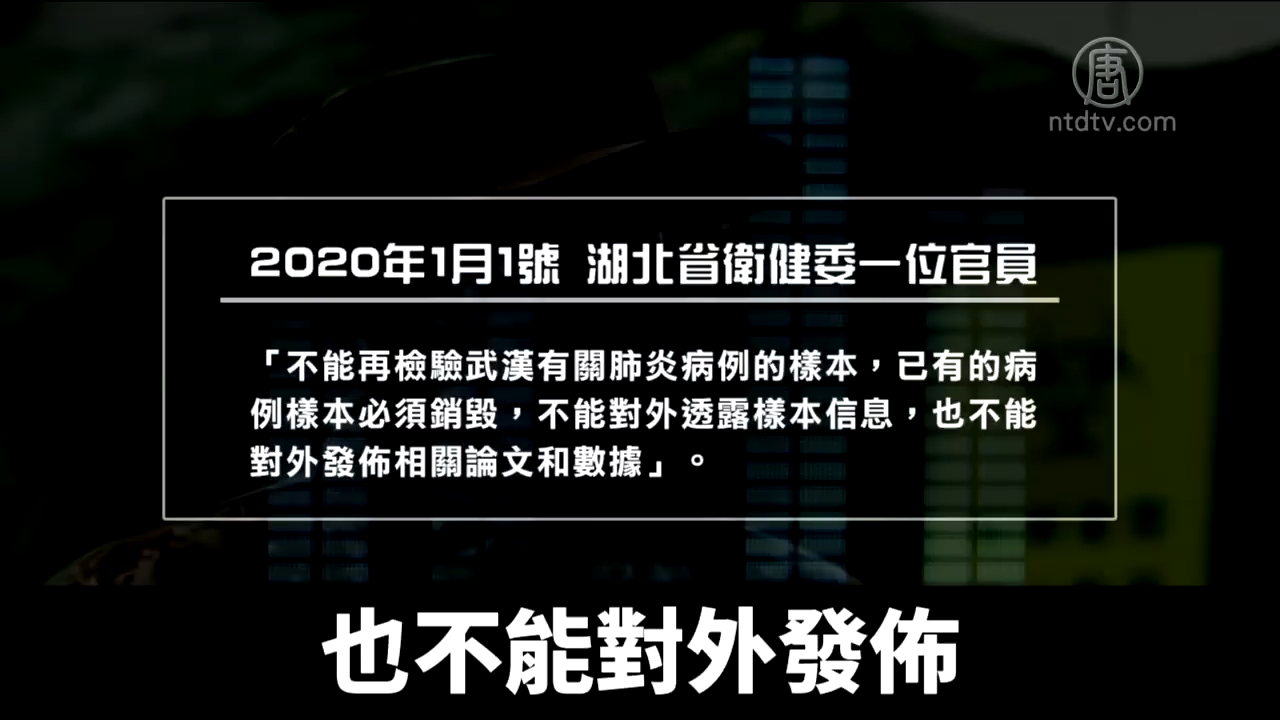 唐
ntdtv.com
2020年1月1號 湖北省衛健委一位官員
「不能再檢驗武漢有關肺炎病例的樣本，已有的病
例樣本必須銷毀，不能對外透露樣本信息，也不能
對外發佈相關論文和數據」。
也不能對外發佈